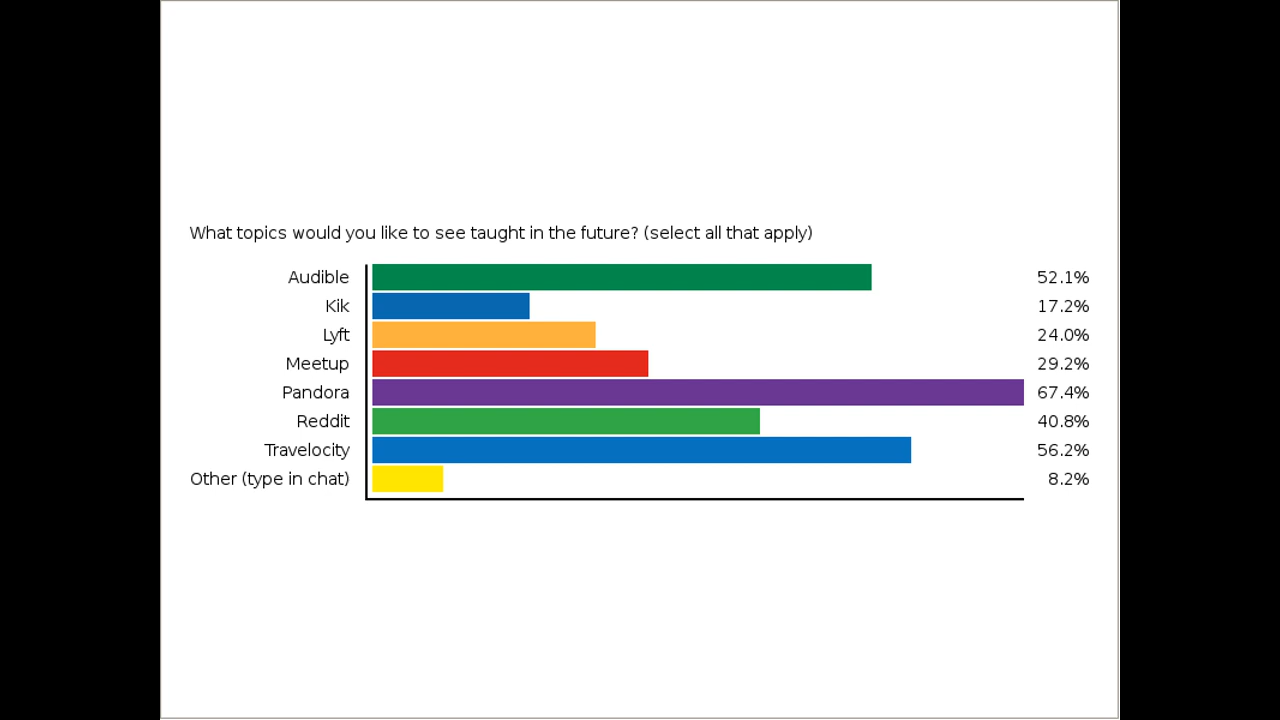 What topics would you like to see taught in the future? (select all that apply)
Audible 52.1%
Kik 17.2%
Lyft 24.0%
Meetup 29.2%
Pandora 67.4%
Reddit 40.8%
Travelocity 56.2%
Other (type in chat) 8.2%